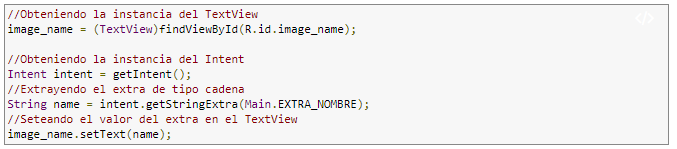 //Obteniendo la instancia del TextView
image_name = (TextView)findViewById(R.id.image_name);
//Obteniendo la instancia del Intent
Intent intent = getIntent();
//Extrayendo el extra de tipo cadena
String name = intent.getStringExtra(Main.EXTRA_NOMBRE);
//Seteando el valor del extra en el TextView
image_name.setText(name);